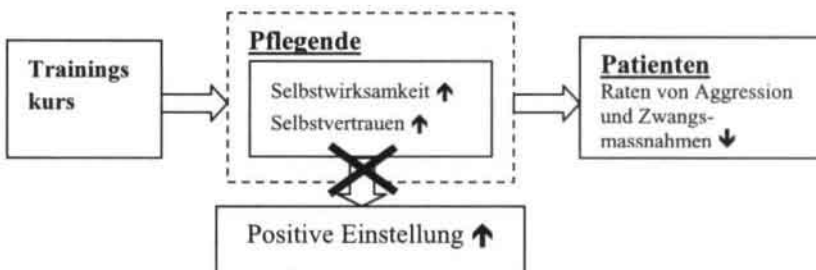 Trainings
kurs
Pflegende
Selbstwirksamkeit ↑
Selbstvertrauen ↑
Patienten
Raten von Aggression
und Zwangs-
massnahmen ↓
Positive Einstellung ↑